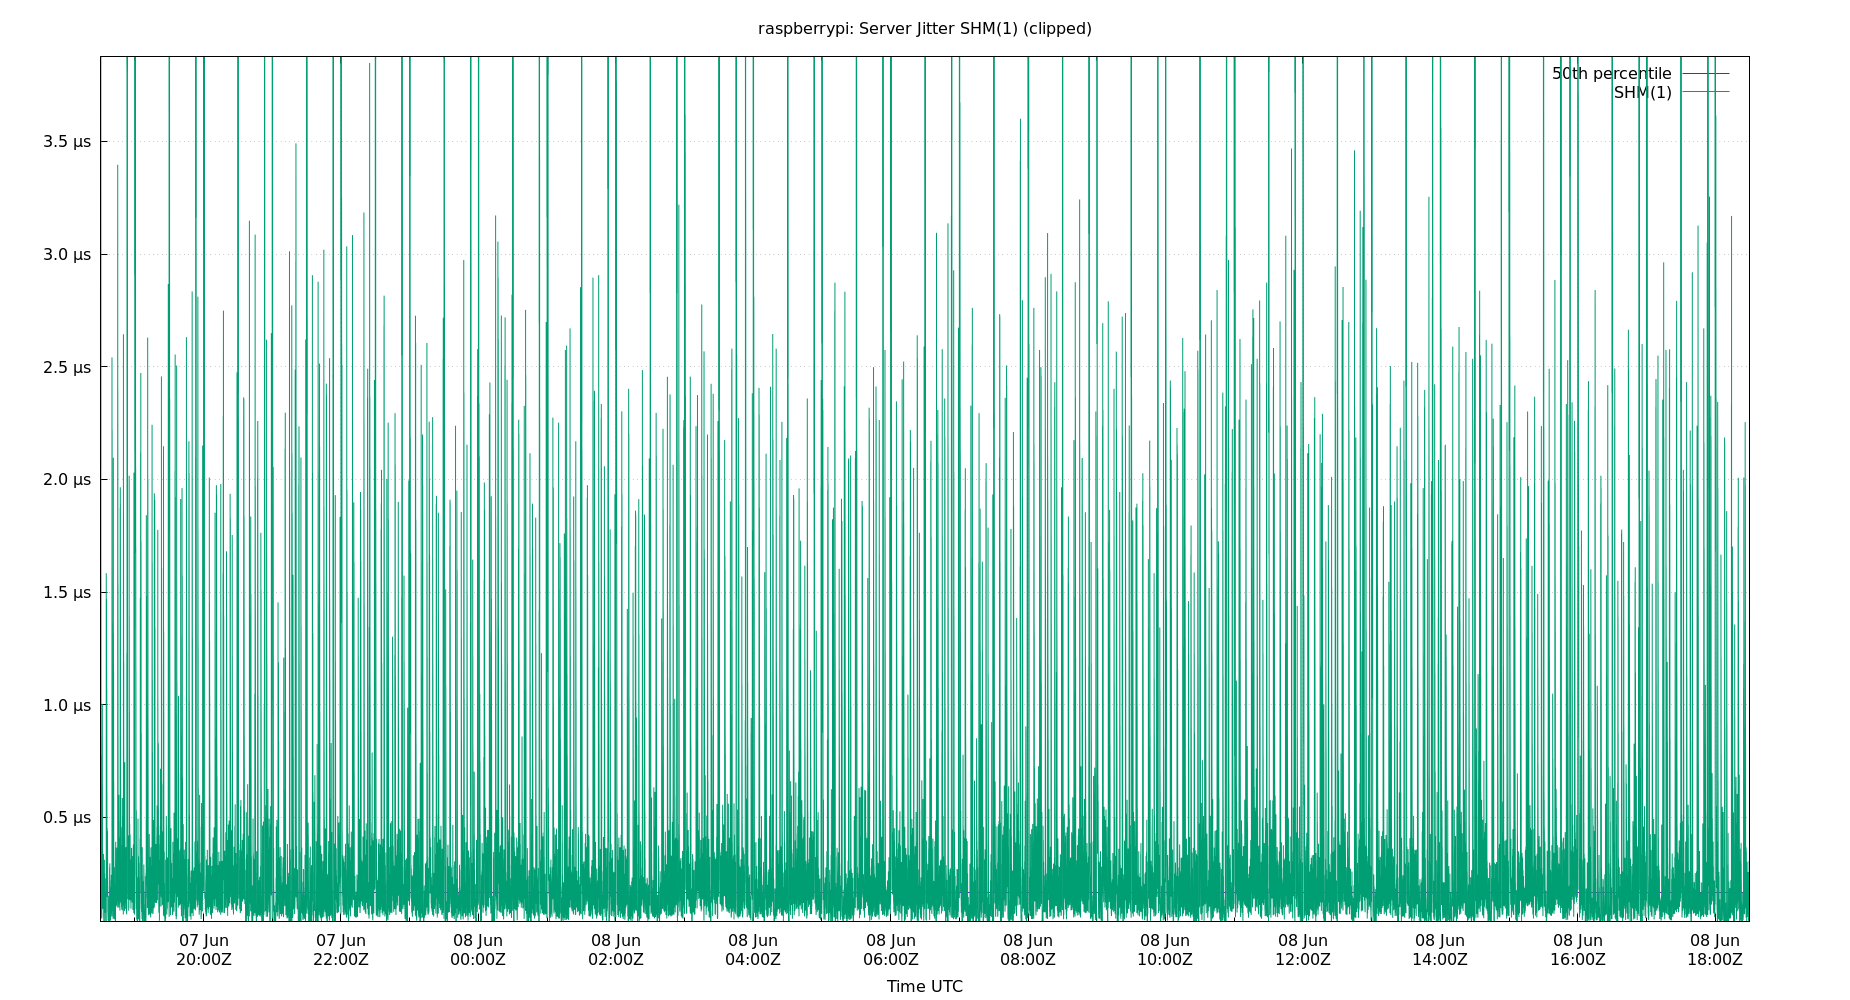 raspberrypi: Server Jitter SHM(1) (clipped)
50th percentile
SHM(1)
3.5 µs
3.0 µs
2.5 µs
2.0 µs
1.5 µs
1.0 µs
0.5 µs
07 Jun 07 Jun 08 Jun 08 Jun 08 Jun 08 Jun 08 Jun 08 Jun 08 Jun 08 Jun 08 Jun 08 Jun
20:00Z 22:00Z 00:00Z 02:00Z 04:00Z 06:00Z 08:00Z 10:00Z 12:00Z 14:00Z 16:00Z 18:00Z
Time UTC